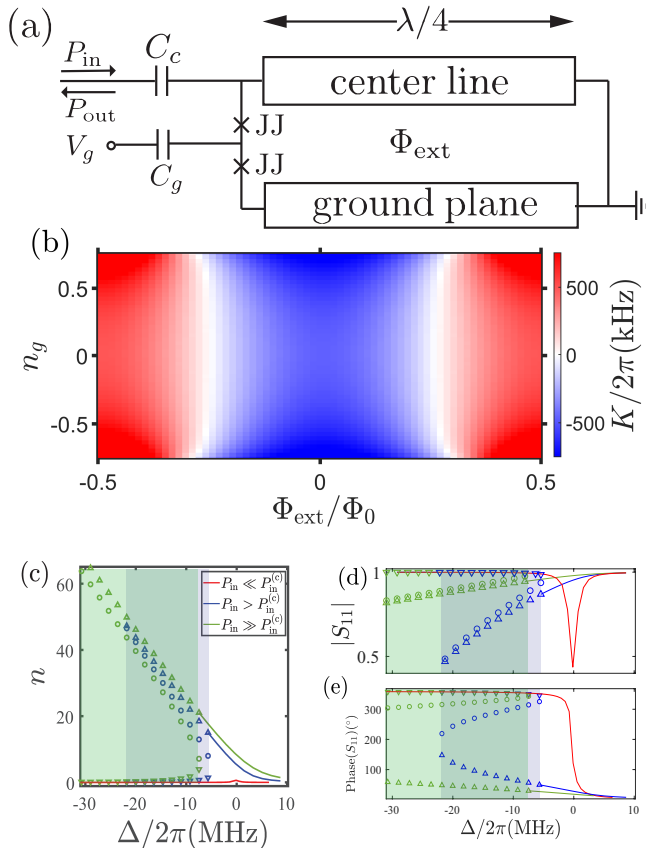 (a)
λ/4
P_in
C_c
center line
P_out
JJ
Φ_ext
V_g
JJ
C_g
ground plane
(b)
0.5
0
-0.5
n_g
-0.5
0
0.5
Φ_ext/Φ_0
500
0
-500
K/2π(kHz)
(c)
60
40
20
0
n
P_in ≪ P_in^(c)
P_in > P_in^(c)
P_in ≫ P_in^(c)
-30
-20
-10
0
10
Δ/2π(MHz)
(d)
1
0.5
|S_11|
(e)
300
200
100
Phase(S_11)(°)
-30
-20
-10
0
10
Δ/2π(MHz)